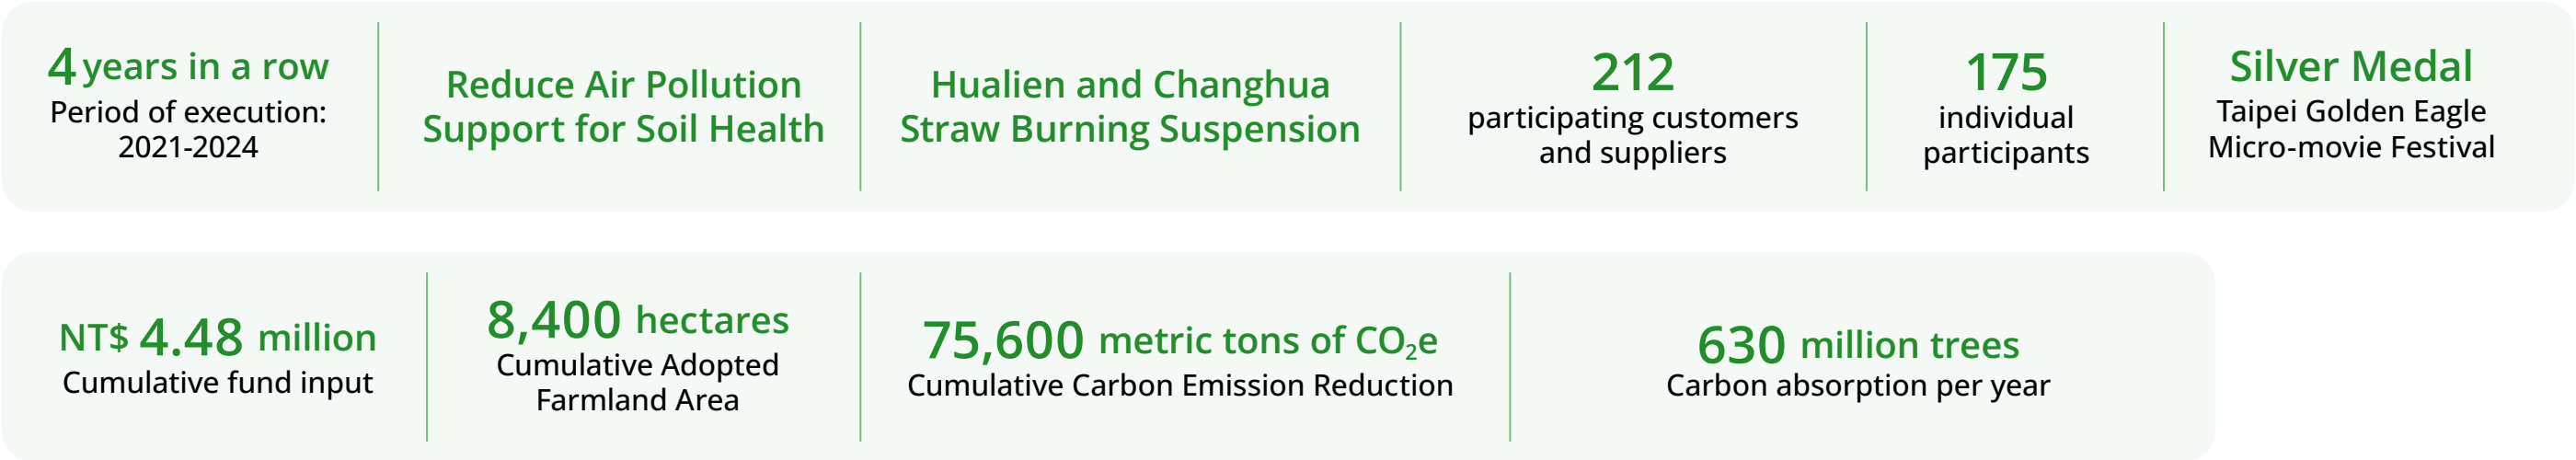 4 years in a row
Period of execution:
2021-2024
Reduce Air Pollution
Support for Soil Health
Hualien and Changhua
Straw Burning Suspension
212
participating customers
and suppliers
175
individual
participants
Silver Medal
Taipei Golden Eagle
Micro-movie Festival
NT$ 4.48 million
Cumulative fund input
8,400 hectares
Cumulative Adopted
Farmland Area
75,600 metric tons of CO₂e
Cumulative Carbon Emission Reduction
630 million trees
Carbon absorption per year